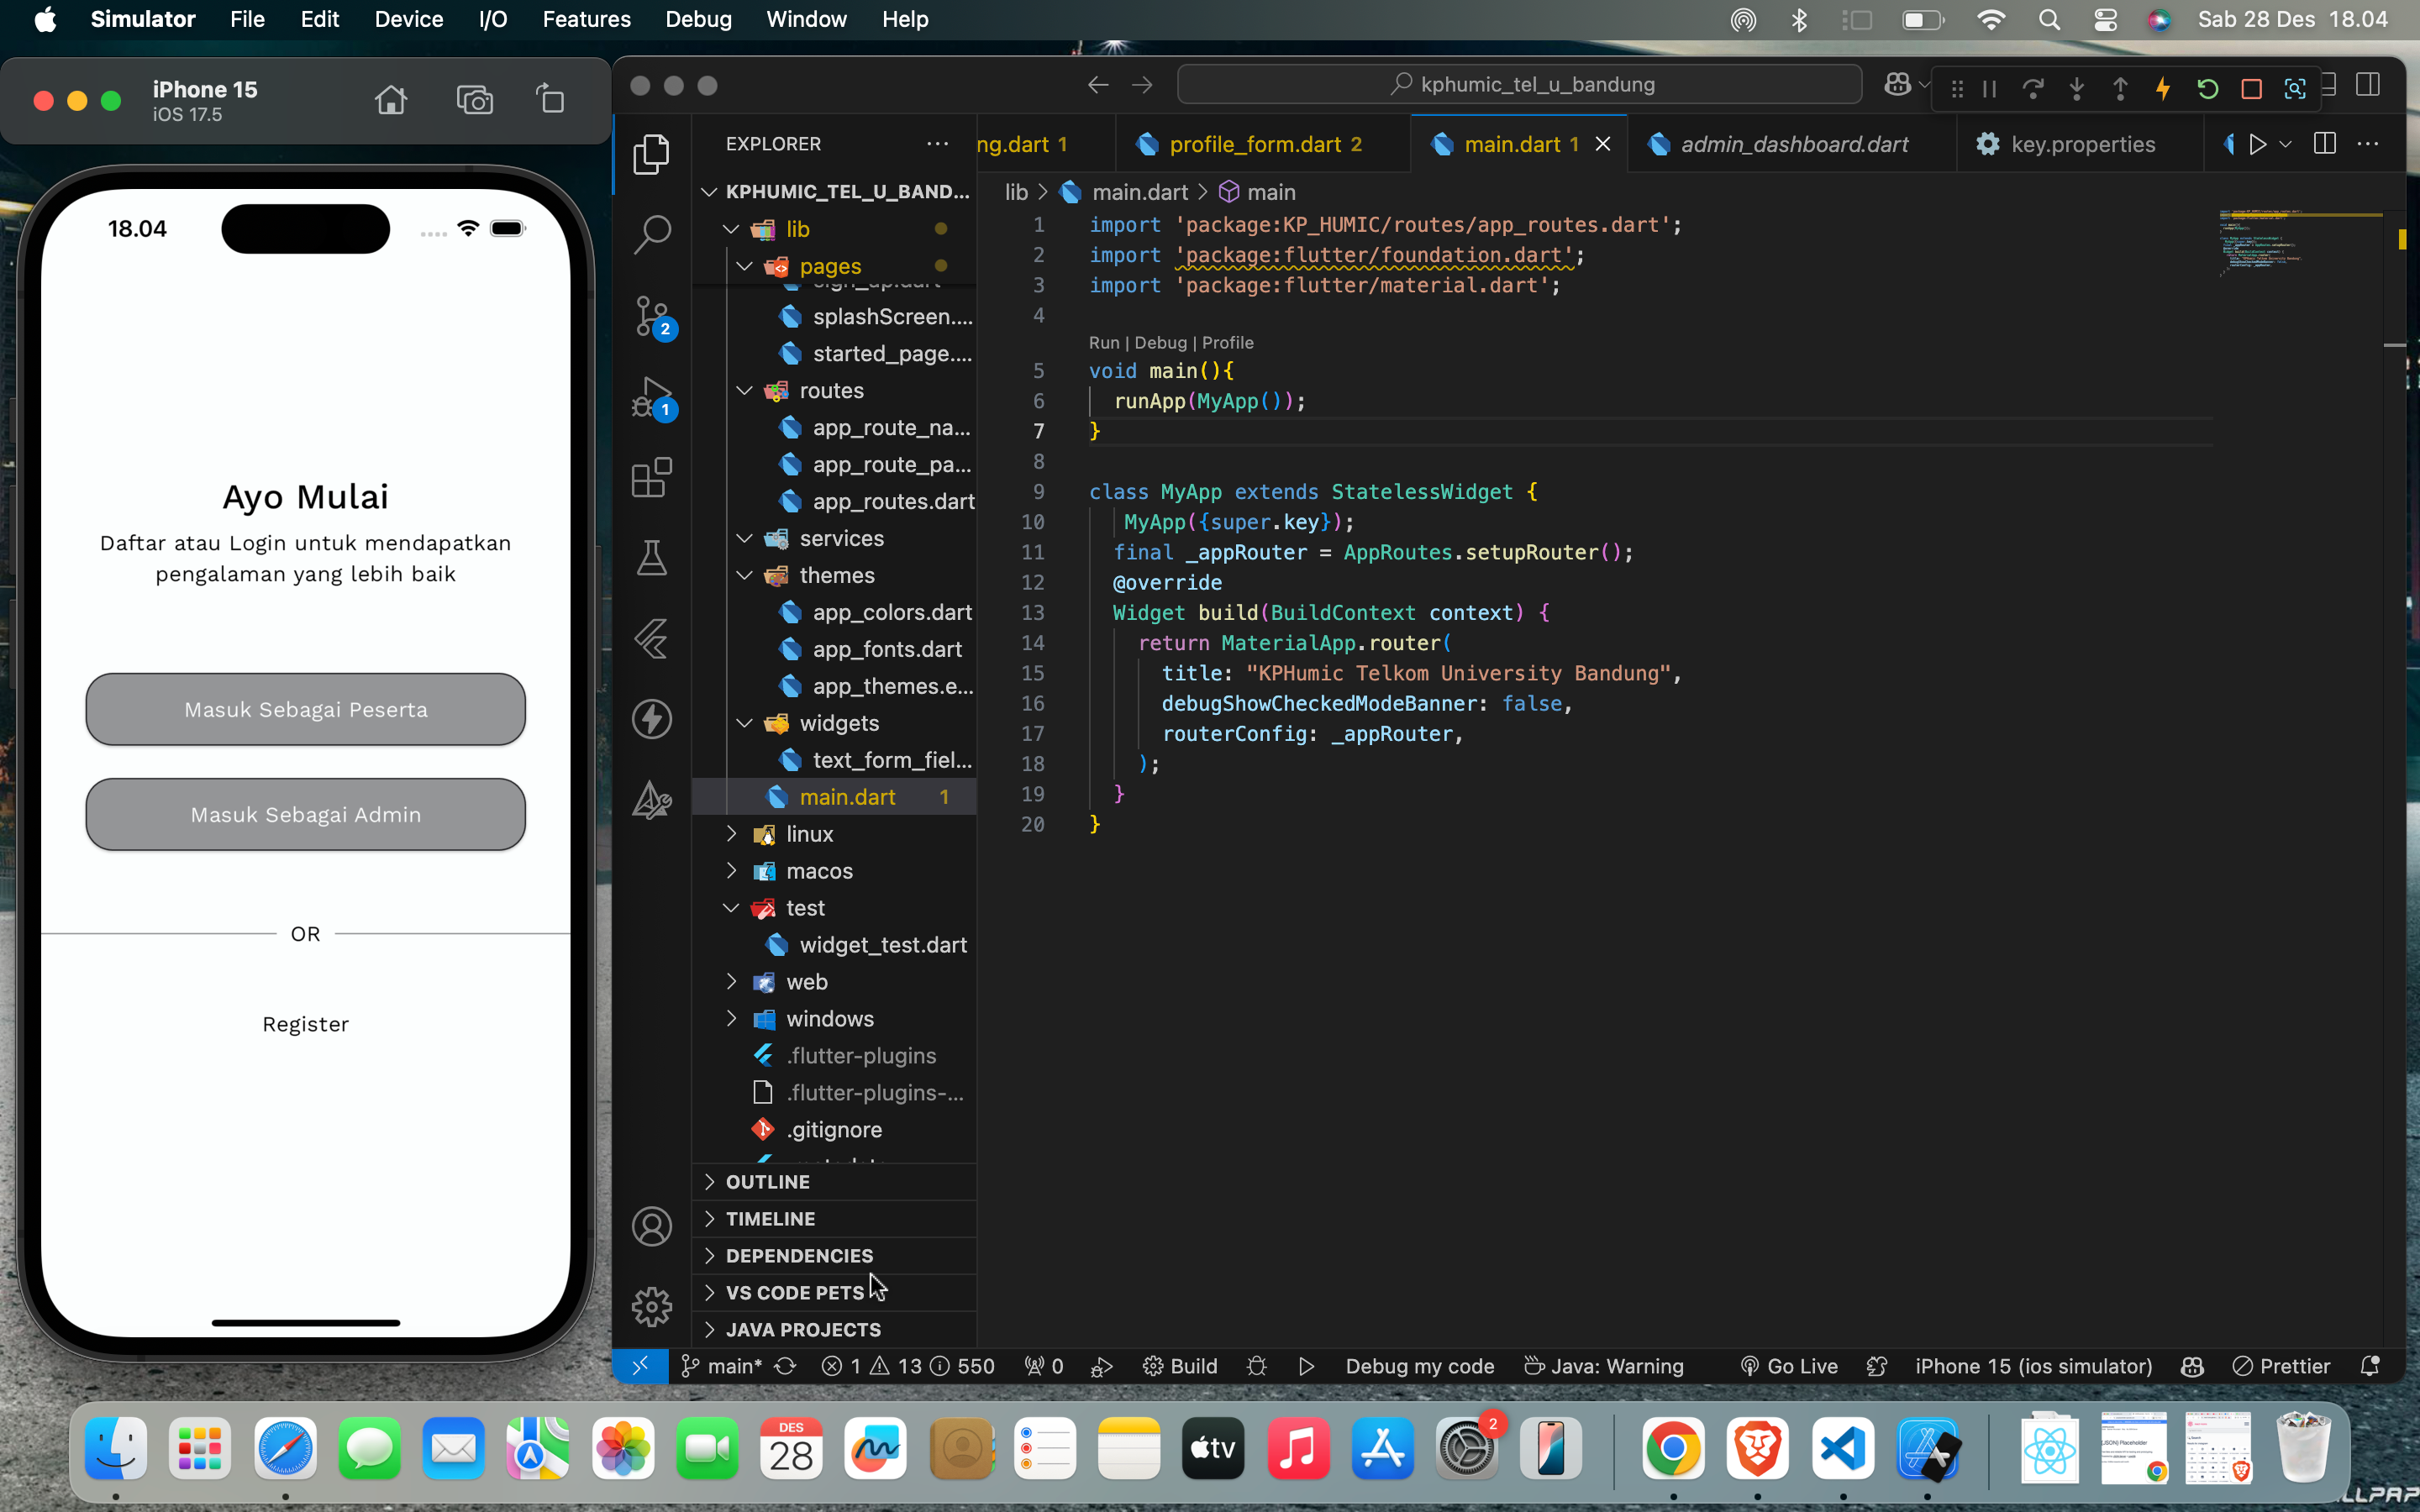 Simulator File Edit Device I/O Features Debug Window Help
Sab 28 Des 18.04
iPhone 15
iOS 17.5
18.04
Ayo Mulai
Daftar atau Login untuk mendapatkan
pengalaman yang lebih baik
Masuk Sebagai Peserta
Masuk Sebagai Admin
OR
Register
kphumic_tel_u_bandung
EXPLORER
ng.dart 1
profile_form.dart 2
main.dart 1
admin_dashboard.dart
key.properties
2
1
KPHUMIC_TEL_U_BAND...
lib
pages
sign_up.dart
splashScreen....
started_page....
routes
app_route_na...
app_route_pa...
app_routes.dart
services
themes
app_colors.dart
app_fonts.dart
app_themes.e...
widgets
text_form_fiel...
main.dart 1
linux
macos
test
widget_test.dart
web
windows
.flutter-plugins
.flutter-plugins-...
.gitignore
OUTLINE
TIMELINE
DEPENDENCIES
VS CODE PETS
JAVA PROJECTS
lib > main.dart > main
1 import 'package:KP_HUMIC/routes/app_routes.dart';
2 import 'package:flutter/foundation.dart';
3 import 'package:flutter/material.dart';
4
Run | Debug | Profile
5 void main(){
6 runApp(MyApp());
7 }
8
9 class MyApp extends StatelessWidget {
10 MyApp({super.key});
11 final _appRouter = AppRoutes.setupRouter();
12 @override
13 Widget build(BuildContext context) {
14 return MaterialApp.router(
15 title: "KPHumic Telkom University Bandung",
16 debugShowCheckedModeBanner: false,
17 routerConfig: _appRouter,
18 );
19 }
20 }
main* 1 13 550 0 Build Debug my code Java: Warning Go Live iPhone 15 (ios simulator) Prettier
DES
28
tv
2